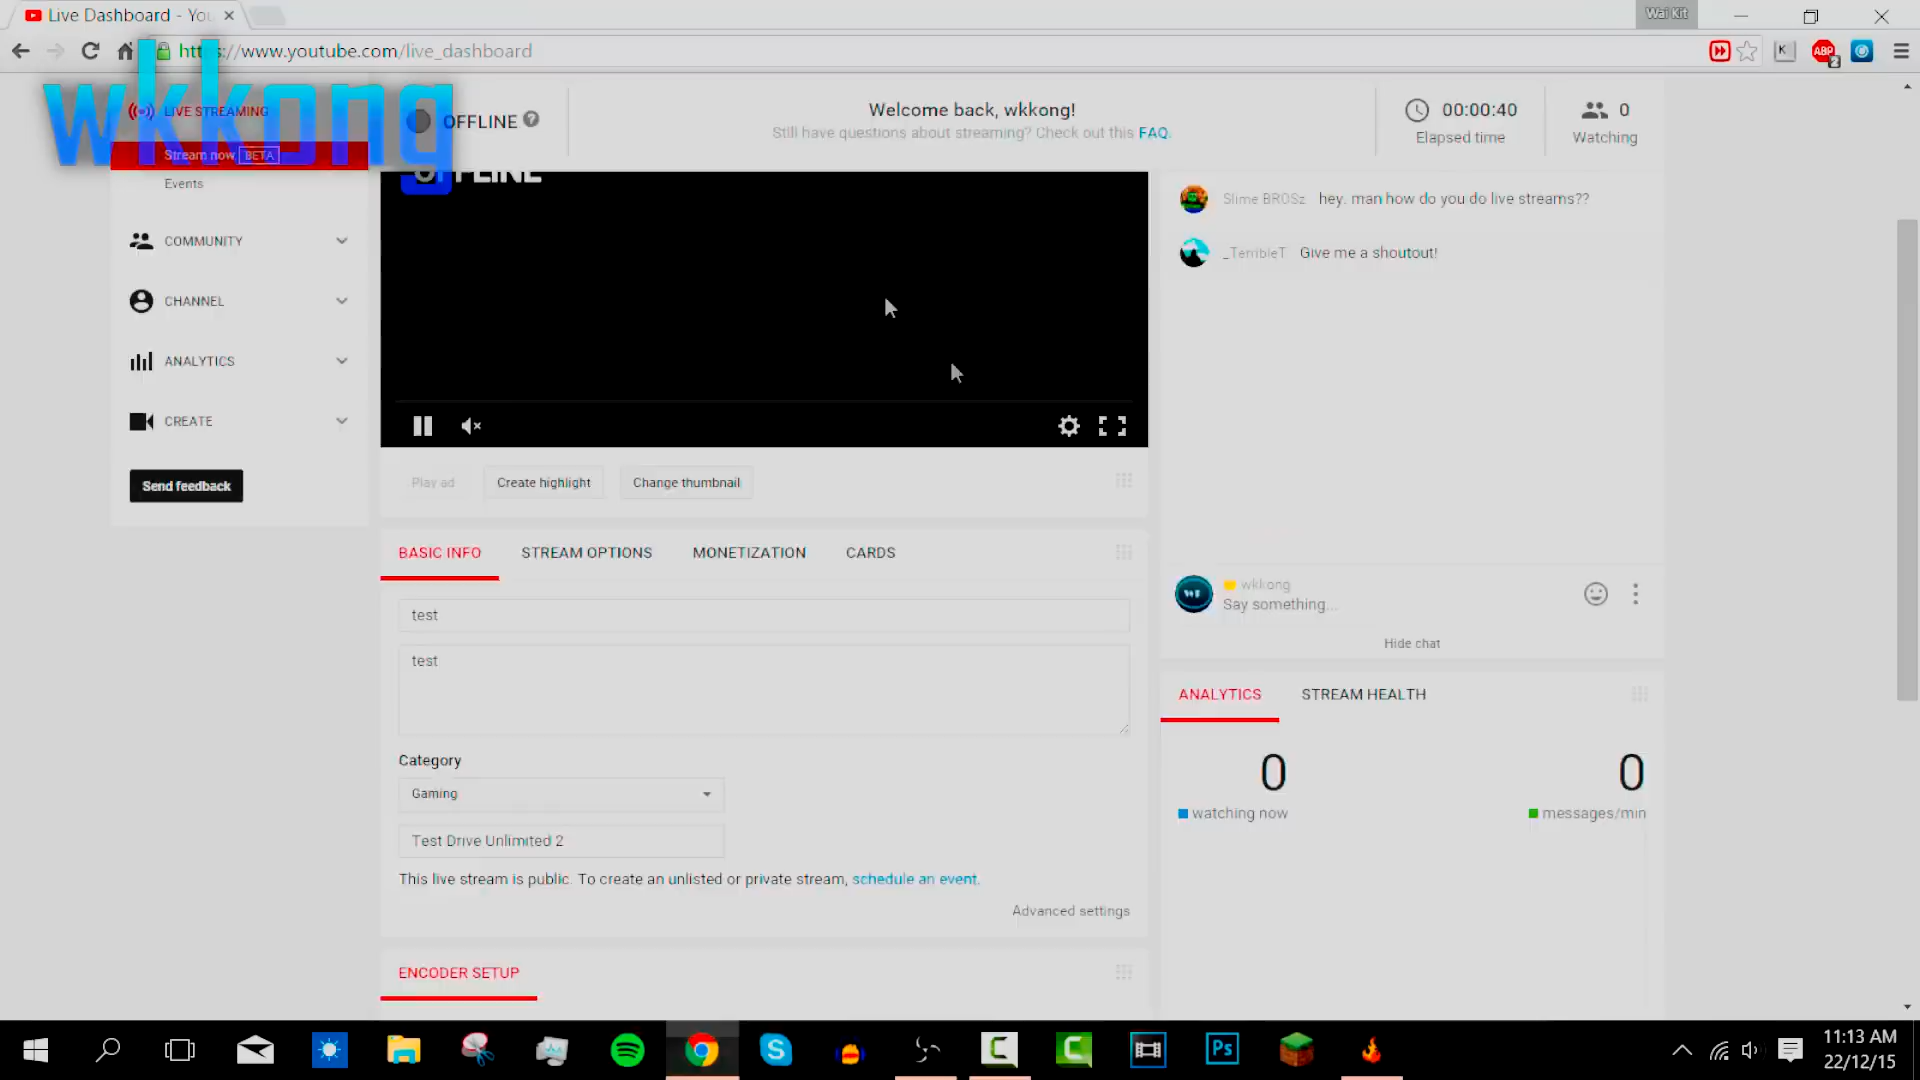 Live Dashboard - You
Wai Kit
https://www.youtube.com/live_dashboard
K
ABP
2
wkkong
LIVE STREAMING
Stream now BETA
Events
COMMUNITY
CHANNEL
ANALYTICS
CREATE
Send feedback
OFFLINE ?
Welcome back, wkkong!
Still have questions about streaming? Check out this FAQ.
00:00:40
Elapsed time
0
Watching
OFFLINE
Play ad
Create highlight
Change thumbnail
BASIC INFO
STREAM OPTIONS
MONETIZATION
CARDS
test
test
Category
Gaming
Test Drive Unlimited 2
This live stream is public. To create an unlisted or private stream, schedule an event.
Advanced settings
ENCODER SETUP
Slime BROSz hey. man how do you do live streams??
_TerribleT Give me a shoutout!
wkkong
Say something...
Hide chat
ANALYTICS
STREAM HEALTH
0
watching now
0
messages/min
Ps
11:13 AM
22/12/15